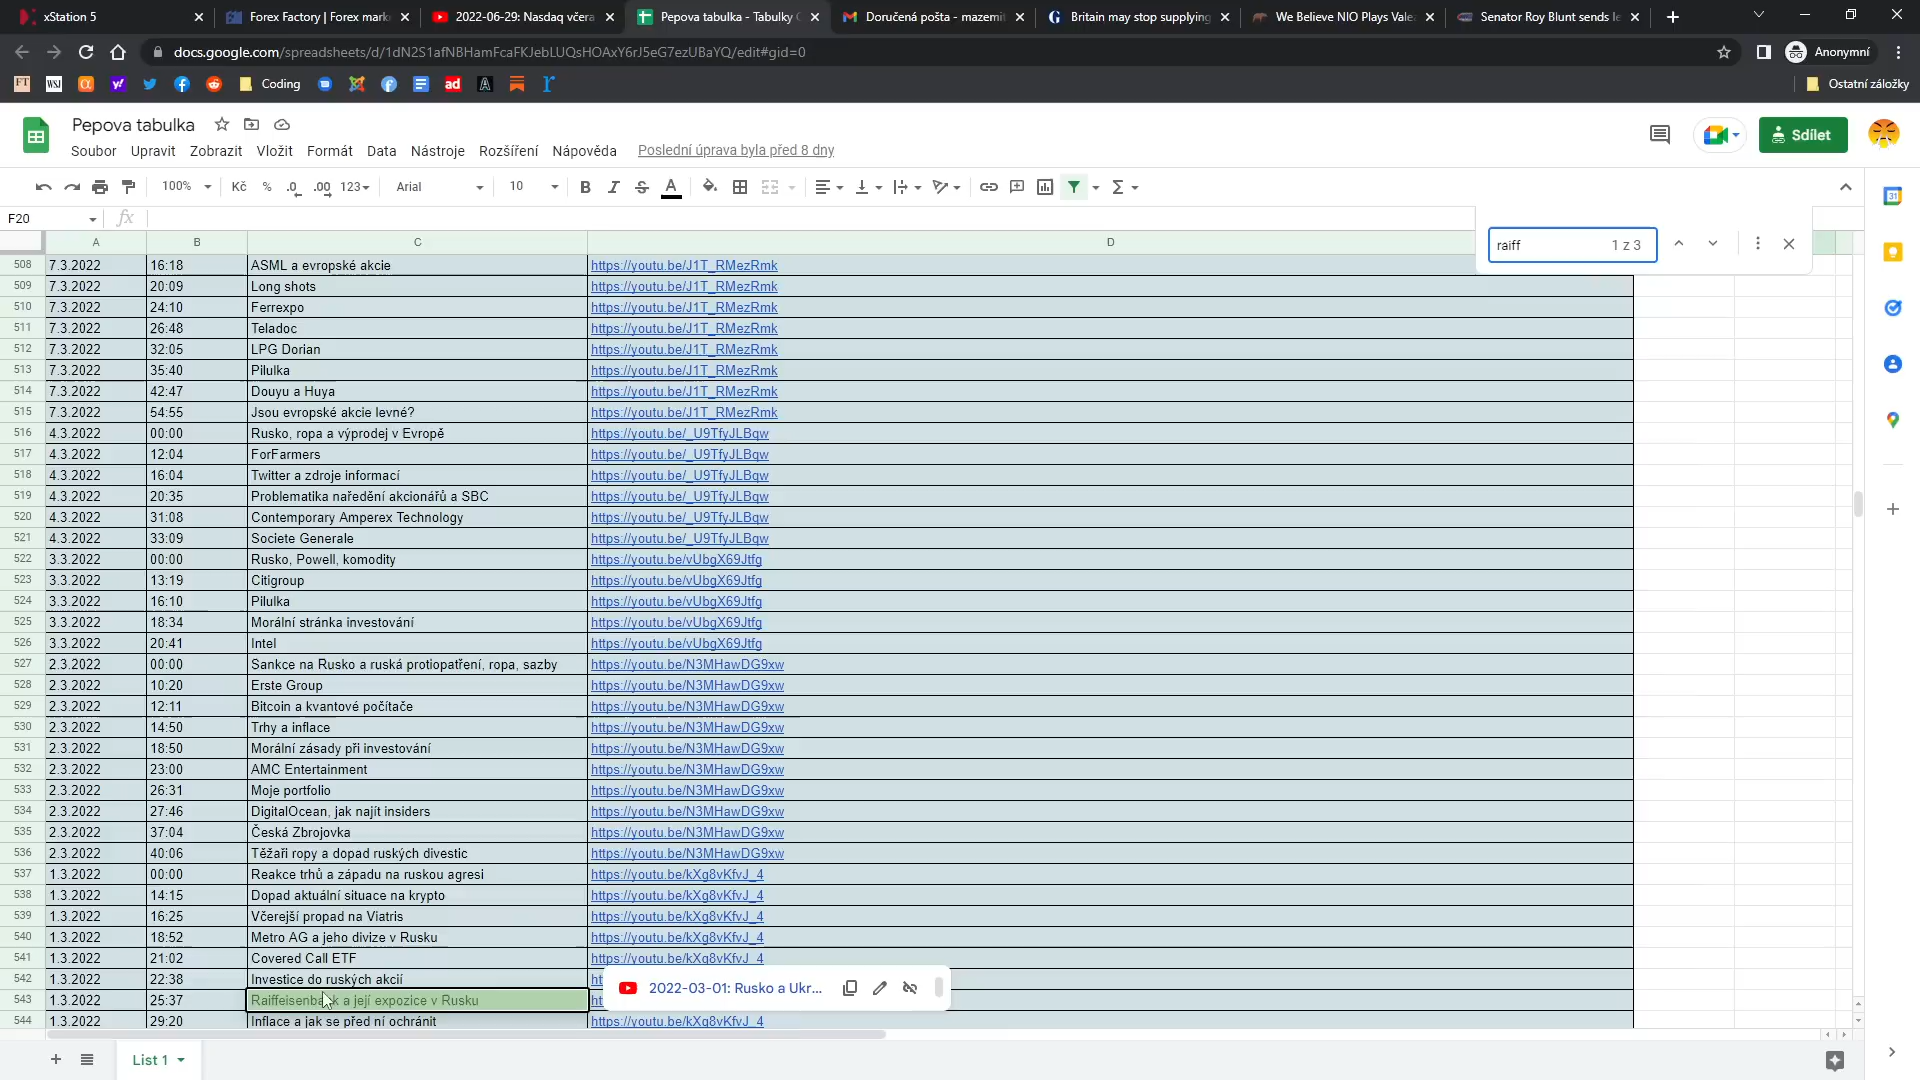 xStation 5
Forex Factory | Forex mark
2022-06-29: Nasdaq včera
Pepova tabulka - Tabulky G
Doručená pošta - mazemi
Britain may stop supplying
We Believe NIO Plays Vale
Senator Roy Blunt sends le
docs.google.com/spreadsheets/d/1dN2S1afNBHamFcaFKJebLUQsHOAxY6rJ5eG7ezUBaYQ/edit#gid=0
Anonymní
FT
WSJ
Coding
ad
Ostatní záložky
Pepova tabulka
Soubor Upravit Zobrazit Vložit Formát Data Nástroje Rozšíření Nápověda Poslední úprava byla před 8 dny
Sdílet
100% Kč % .0 .00 123 Arial 10
F20
fx
raiff 1 z 3
A B C D
508 7.3.2022 16:18 ASML a evropské akcie https://youtu.be/J1T_RMezRmk
509 7.3.2022 20:09 Long shots https://youtu.be/J1T_RMezRmk
510 7.3.2022 24:10 Ferrexpo https://youtu.be/J1T_RMezRmk
511 7.3.2022 26:48 Teladoc https://youtu.be/J1T_RMezRmk
512 7.3.2022 32:05 LPG Dorian https://youtu.be/J1T_RMezRmk
513 7.3.2022 35:40 Pilulka https://youtu.be/J1T_RMezRmk
514 7.3.2022 42:47 Douyu a Huya https://youtu.be/J1T_RMezRmk
515 7.3.2022 54:55 Jsou evropské akcie levné? https://youtu.be/J1T_RMezRmk
516 4.3.2022 00:00 Rusko, ropa a výprodej v Evropě https://youtu.be/_U9TfyJLBqw
517 4.3.2022 12:04 ForFarmers https://youtu.be/_U9TfyJLBqw
518 4.3.2022 16:04 Twitter a zdroje informací https://youtu.be/_U9TfyJLBqw
519 4.3.2022 20:35 Problematika naředění akcionářů a SBC https://youtu.be/_U9TfyJLBqw
520 4.3.2022 31:08 Contemporary Amperex Technology https://youtu.be/_U9TfyJLBqw
521 4.3.2022 33:09 Societe Generale https://youtu.be/_U9TfyJLBqw
522 3.3.2022 00:00 Rusko, Powell, komodity https://youtu.be/vUbgX69Jtfg
523 3.3.2022 13:19 Citigroup https://youtu.be/vUbgX69Jtfg
524 3.3.2022 16:10 Pilulka https://youtu.be/vUbgX69Jtfg
525 3.3.2022 18:34 Morální stránka investování https://youtu.be/vUbgX69Jtfg
526 3.3.2022 20:41 Intel https://youtu.be/vUbgX69Jtfg
527 2.3.2022 00:00 Sankce na Rusko a ruská protiopatření, ropa, sazby https://youtu.be/N3MHawDG9xw
528 2.3.2022 10:20 Erste Group https://youtu.be/N3MHawDG9xw
529 2.3.2022 12:11 Bitcoin a kvantové počítače https://youtu.be/N3MHawDG9xw
530 2.3.2022 14:50 Trhy a inflace https://youtu.be/N3MHawDG9xw
531 2.3.2022 18:50 Morální zásady při investování https://youtu.be/N3MHawDG9xw
532 2.3.2022 23:00 AMC Entertainment https://youtu.be/N3MHawDG9xw
533 2.3.2022 26:31 Moje portfolio https://youtu.be/N3MHawDG9xw
534 2.3.2022 27:46 DigitalOcean, jak najít insiders https://youtu.be/N3MHawDG9xw
535 2.3.2022 37:04 Česká Zbrojovka https://youtu.be/N3MHawDG9xw
536 2.3.2022 40:06 Těžaři ropy a dopad ruských divestic https://youtu.be/N3MHawDG9xw
537 1.3.2022 00:00 Reakce trhů a západu na ruskou agresi https://youtu.be/kXg8vKfvJ_4
538 1.3.2022 14:15 Dopad aktuální situace na krypto https://youtu.be/kXg8vKfvJ_4
539 1.3.2022 16:25 Včerejší propad na Viatris https://youtu.be/kXg8vKfvJ_4
540 1.3.2022 18:52 Metro AG a jeho divize v Rusku https://youtu.be/kXg8vKfvJ_4
541 1.3.2022 21:02 Covered Call ETF https://youtu.be/kXg8vKfvJ_4
542 1.3.2022 22:38 Investice do ruských akcií ht
2022-03-01: Rusko a Ukr...
543 1.3.2022 25:37 Raiffeisenbank a její expozice v Rusku ht
544 1.3.2022 29:20 Inflace a jak se před ní ochránit https://youtu.be/kXg8vKfvJ_4
List 1